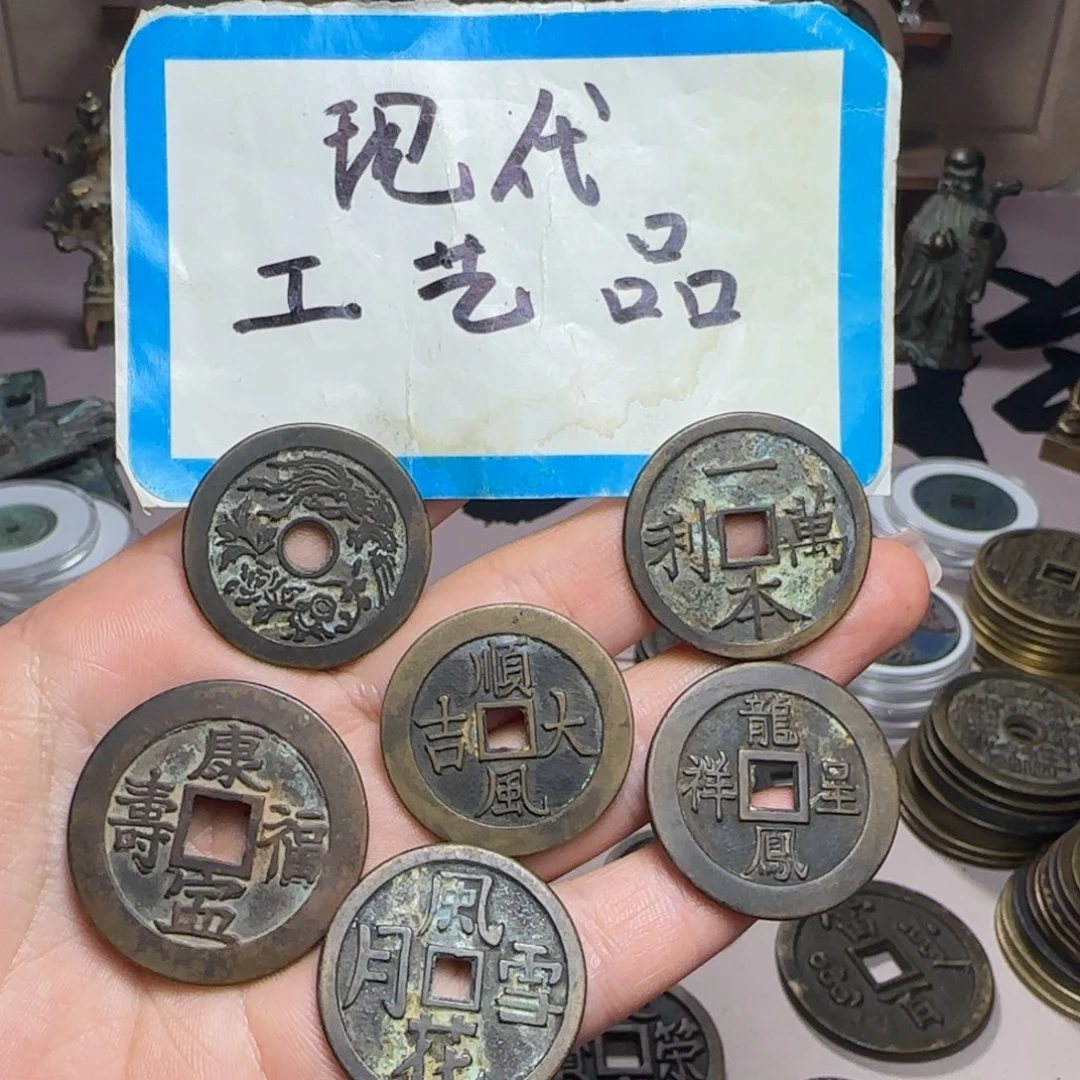 现代
工艺品
一本萬利
順風大吉
龍鳳呈祥
康寍福壽
風花雪月